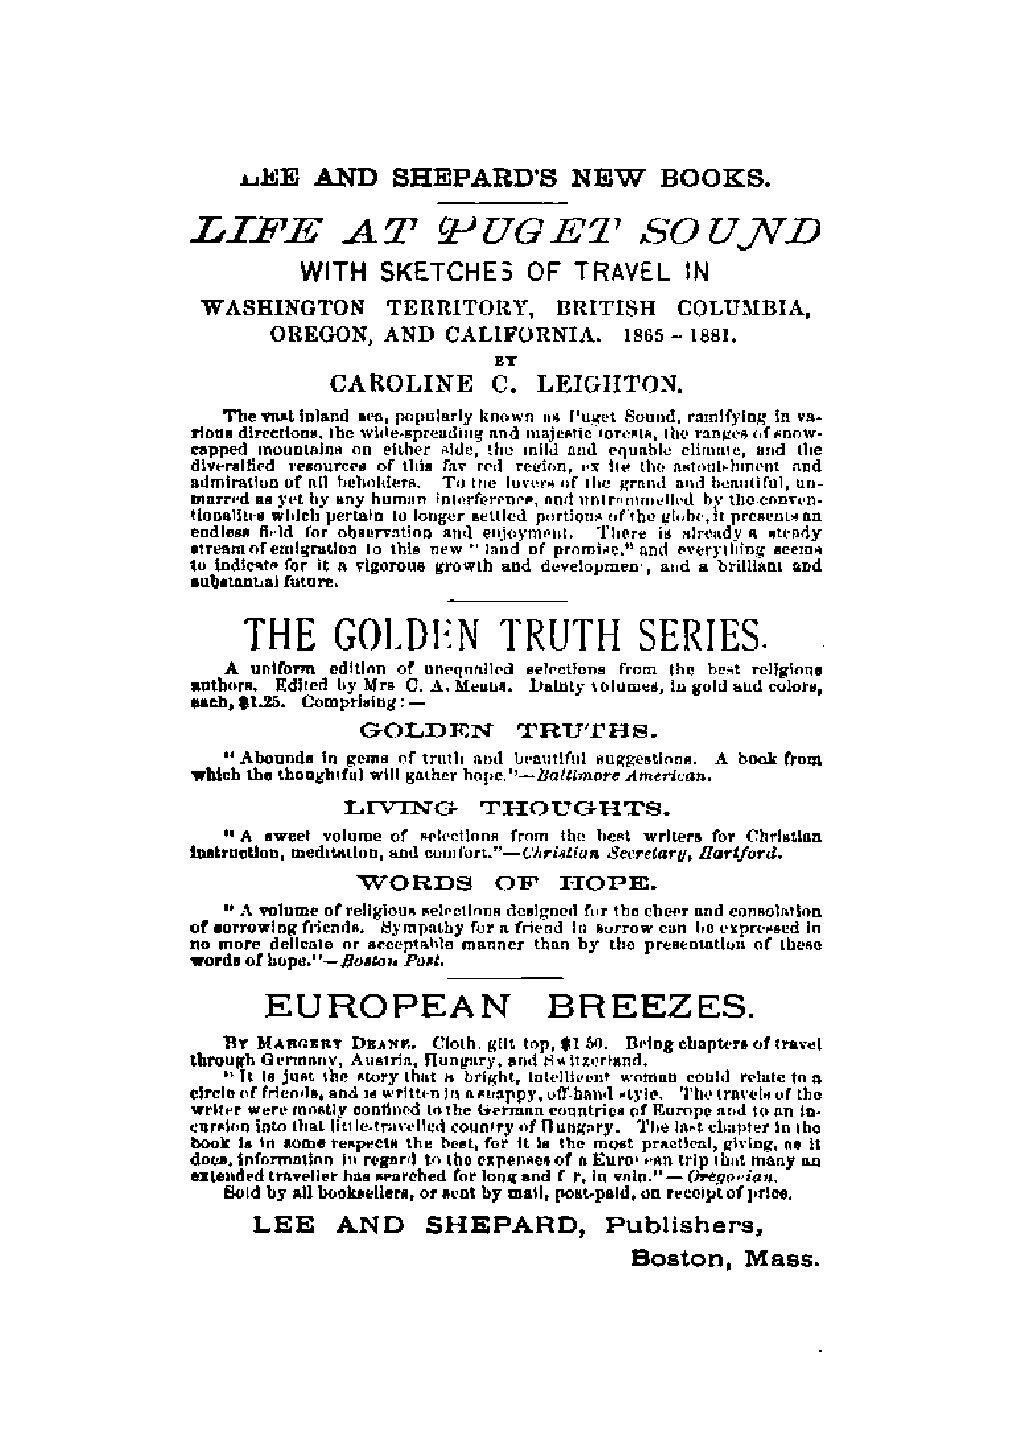 LEE AND SHEPARD'S NEW BOOKS.
LIFE AT PUGET SOUND
WITH SKETCHES OF TRAVEL IN
WASHINGTON TERRITORY, BRITISH COLUMBIA,
OREGON, AND CALIFORNIA. 1865-1881.
BY
CAROLINE C. LEIGHTON.
The vast inland sea, popularly known as Puget Sound, ramifying in va-
rious directions, the wide-spreading and majestic forests, the ranges of snow-
capped mountains on either side, the mild and equable climate, and the
diversified resources of this favored region, excite the astonishment and
admiration of all beholders. To the lovers of the grand and beautiful, un-
marred as yet by any human interference, and untrammelled by the conven-
tionalities which pertain to longer settled portions of the globe, it presents an
endless field for observation and enjoyment. There is already a steady
stream of emigration to this new "land of promise," and everything seems
to indicate for it a vigorous growth and development, and a brilliant and
substantial future.
THE GOLDEN TRUTH SERIES.
A uniform edition of unequalled selections from the best religious
authors. Edited by Mrs C. A. Means. Dainty volumes, in gold and colors,
each, $1.25. Comprising:—
GOLDEN TRUTHS.
"Abounds in gems of truth and beautiful suggestions. A book from
which the thoughtful will gather hope."—Baltimore American.
LIVING THOUGHTS.
"A sweet volume of selections from the best writers for Christian
instruction, meditation, and comfort."—Christian Secretary, Hartford.
WORDS OF HOPE.
"A volume of religious selections designed for the cheer and consolation
of sorrowing friends. Sympathy for a friend in sorrow can be expressed in
no more delicate or acceptable manner than by the presentation of these
words of hope."—Boston Post.
EUROPEAN BREEZES.
BY MARGERY DEANE. Cloth, gilt top, $1 50. Being chapters of travel
through Germany, Austria, Hungary, and Switzerland.
"It is just the story that a bright, intelligent woman could relate to a
circle of friends, and is written in a snappy, off-hand style. The travels of the
writer were mostly confined to the German countries of Europe and to an in-
cursion into that little-travelled country of Hungary. The last chapter in the
book is in some respects the best, for it is the most practical, giving, as it
does, information in regard to the expenses of a European trip that many an
extended traveller has searched for long and far, in vain."—Oregonian.
Sold by all booksellers, or sent by mail, post-paid, on receipt of price.
LEE AND SHEPARD, Publishers,
Boston, Mass.